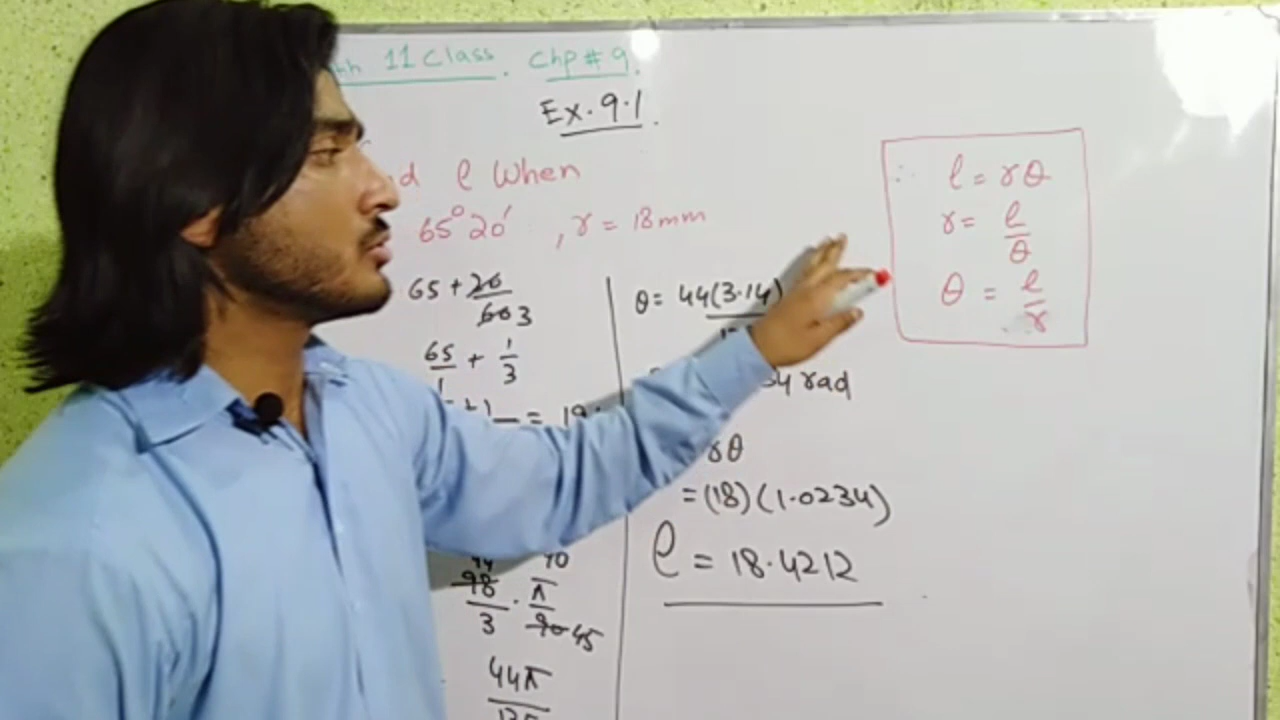 11 Class. Chp # 9.
Ex. 9.1.
l When
65°20' , r = 18mm
65 + 20/60 3
65/1 + 1/3
98/3 . π/90 45
44π
θ = 44(3.14)
rad
rθ
= (18)(1.0234)
l = 18.4212
∴ l = rθ
r = l/θ
θ = l/r